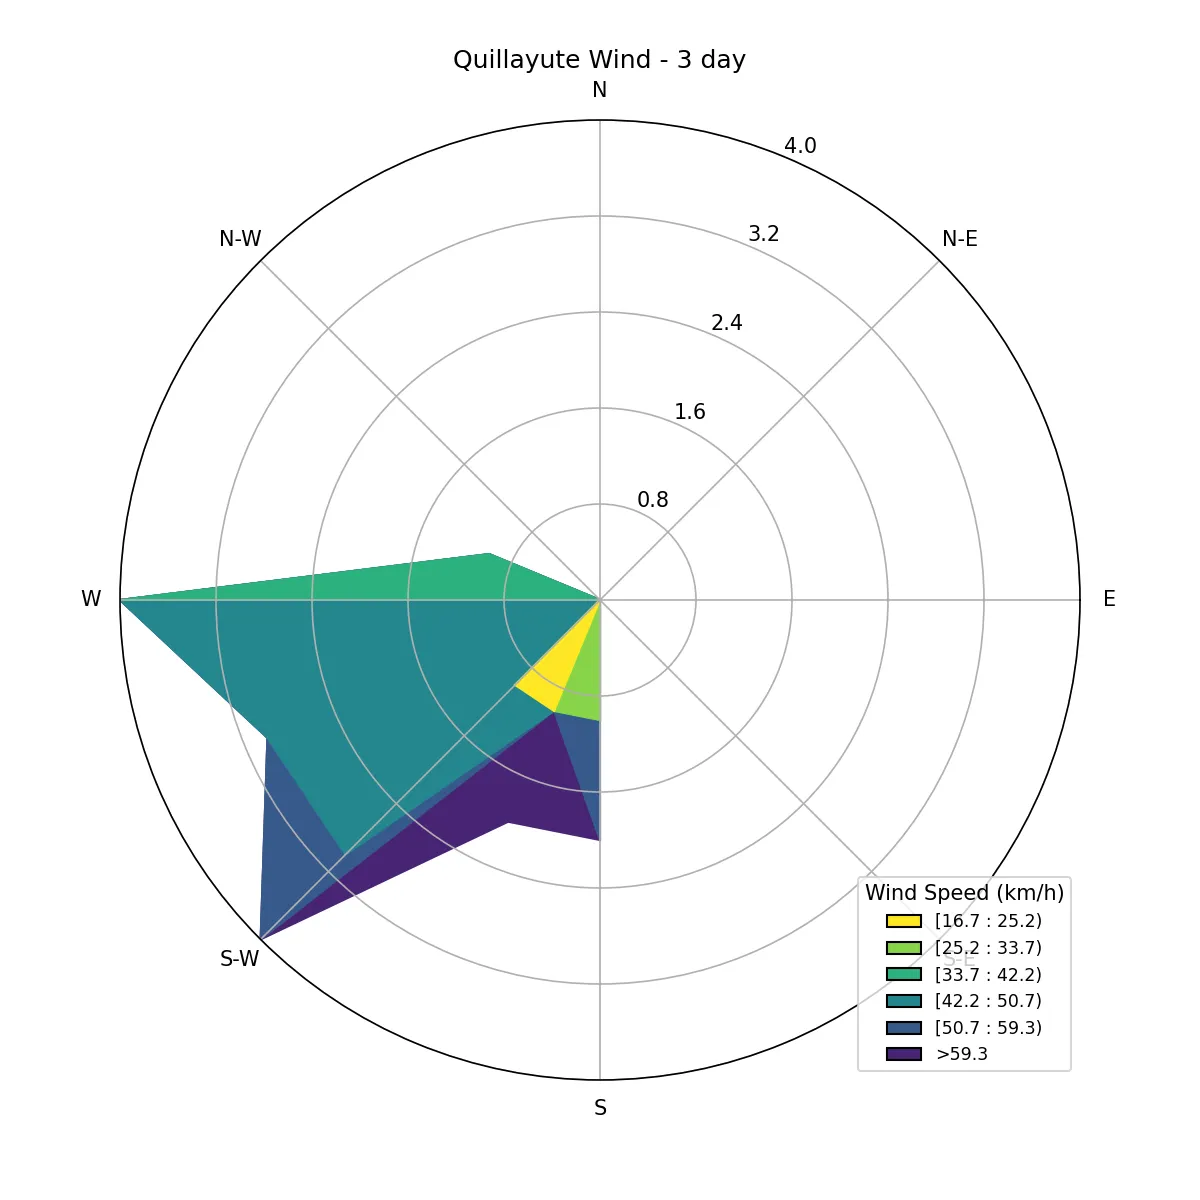 Quillayute Wind - 3 day
N
4.0
N-W
N-E
3.2
2.4
1.6
0.8
W
E
S-W
S-E
S
Wind Speed (km/h)
[16.7 : 25.2)
[25.2 : 33.7)
[33.7 : 42.2)
[42.2 : 50.7)
[50.7 : 59.3)
>59.3